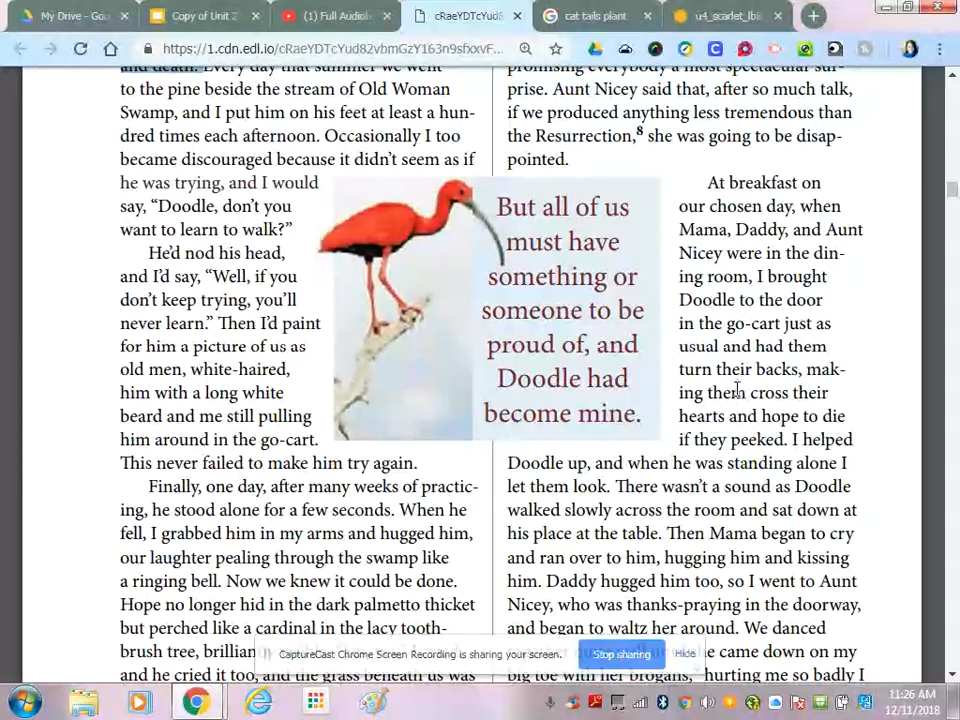 My Drive - Goo
Copy of Unit 2
(1) Full Audiol
cRaeYDTcYud8
cat tails plant
u4_scarlet_Ibi
https://1.cdn.edl.io/cRaeYDTcYud82vbmGzY163n9sfxxvF...
and death. Every day that summer we went
to the pine beside the stream of Old Woman
Swamp, and I put him on his feet at least a hun-
dred times each afternoon. Occasionally I too
became discouraged because it didn't seem as if
he was trying, and I would
say, "Doodle, don't you
want to learn to walk?"
He'd nod his head,
and I'd say, "Well, if you
don't keep trying, you'll
never learn." Then I'd paint
for him a picture of us as
old men, white-haired,
him with a long white
beard and me still pulling
him around in the go-cart.
This never failed to make him try again.
Finally, one day, after many weeks of practic-
ing, he stood alone for a few seconds. When he
fell, I grabbed him in my arms and hugged him,
our laughter pealing through the swamp like
a ringing bell. Now we knew it could be done.
Hope no longer hid in the dark palmetto thicket
but perched like a cardinal in the lacy tooth-
brush tree, brilliantly
and he cried it too, and the grass beneath us was
But all of us
must have
something or
someone to be
proud of, and
Doodle had
become mine.
promising everybody a most spectacular sur-
prise. Aunt Nicey said that, after so much talk,
if we produced anything less tremendous than
the Resurrection,8 she was going to be disap-
pointed.
At breakfast on
our chosen day, when
Mama, Daddy, and Aunt
Nicey were in the din-
ing room, I brought
Doodle to the door
in the go-cart just as
usual and had them
turn their backs, mak-
ing them cross their
hearts and hope to die
if they peeked. I helped
Doodle up, and when he was standing alone I
let them look. There wasn't a sound as Doodle
walked slowly across the room and sat down at
his place at the table. Then Mama began to cry
and ran over to him, hugging him and kissing
him. Daddy hugged him too, so I went to Aunt
Nicey, who was thanks-praying in the doorway,
and began to waltz her around. We danced
she came down on my
big toe with her brogans, hurting me so badly I
CaptureCast Chrome Screen Recording is sharing your screen.
Stop sharing
Hide
11:26 AM
12/11/2018